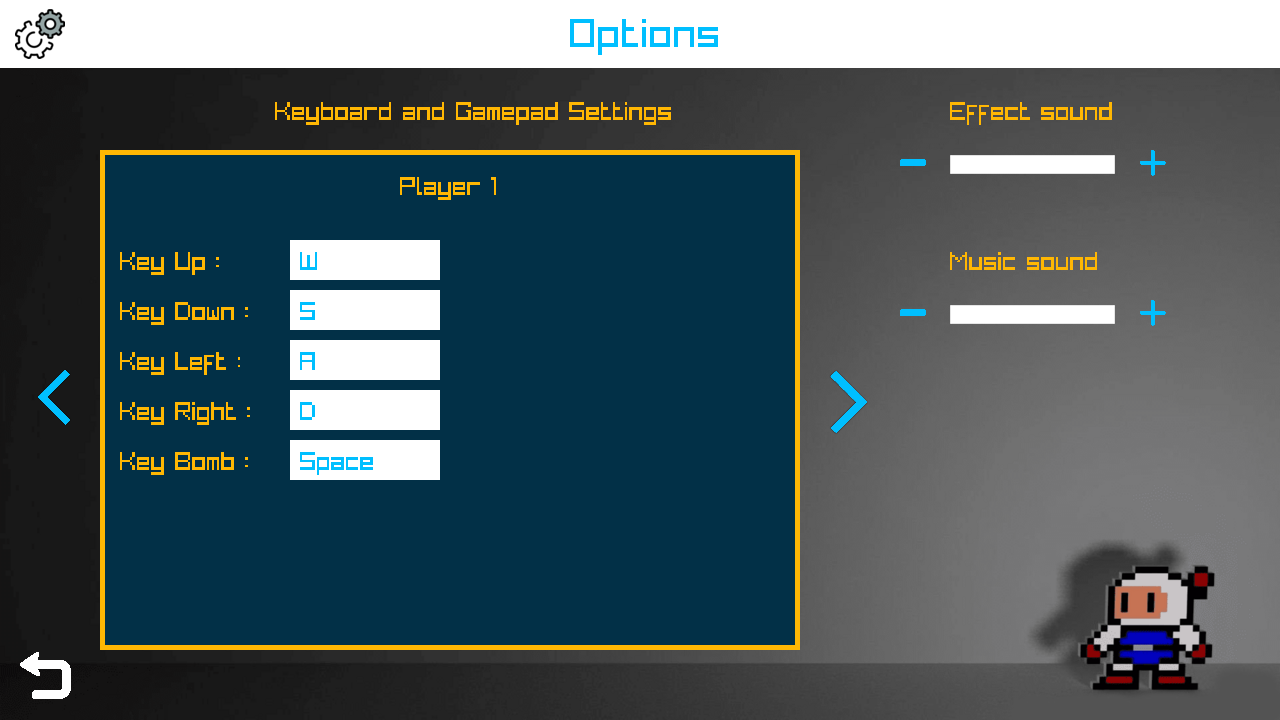 Options
Keyboard and Gamepad Settings
Player 1
Key Up : W
Key Down : S
Key Left : A
Key Right : D
Key Bomb : Space
Effect sound
Music sound